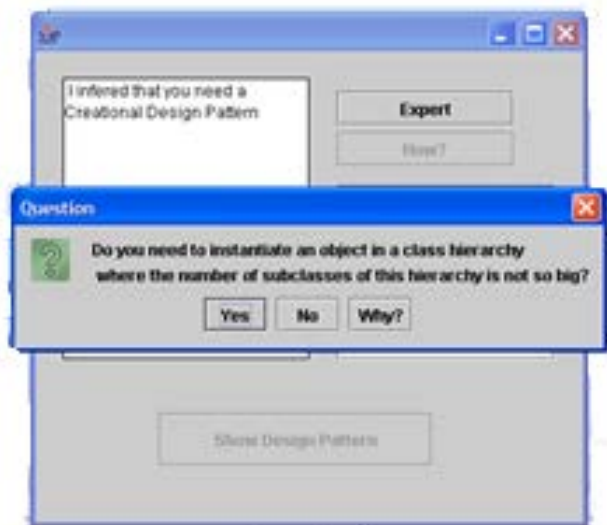 I infered that you need a
Creational Design Pattern
Expert
How?
Question
Do you need to instantiate an object in a class hierarchy
where the number of subclasses of this hierarchy is not so big?
Yes No Why?
Show Design Pattern